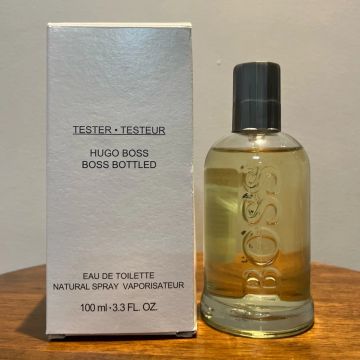 TESTER • TESTEUR
HUGO BOSS
BOSS BOTTLED
EAU DE TOILETTE
NATURAL SPRAY VAPORISATEUR
100 ml · 3.3 FL. OZ.
BOSS